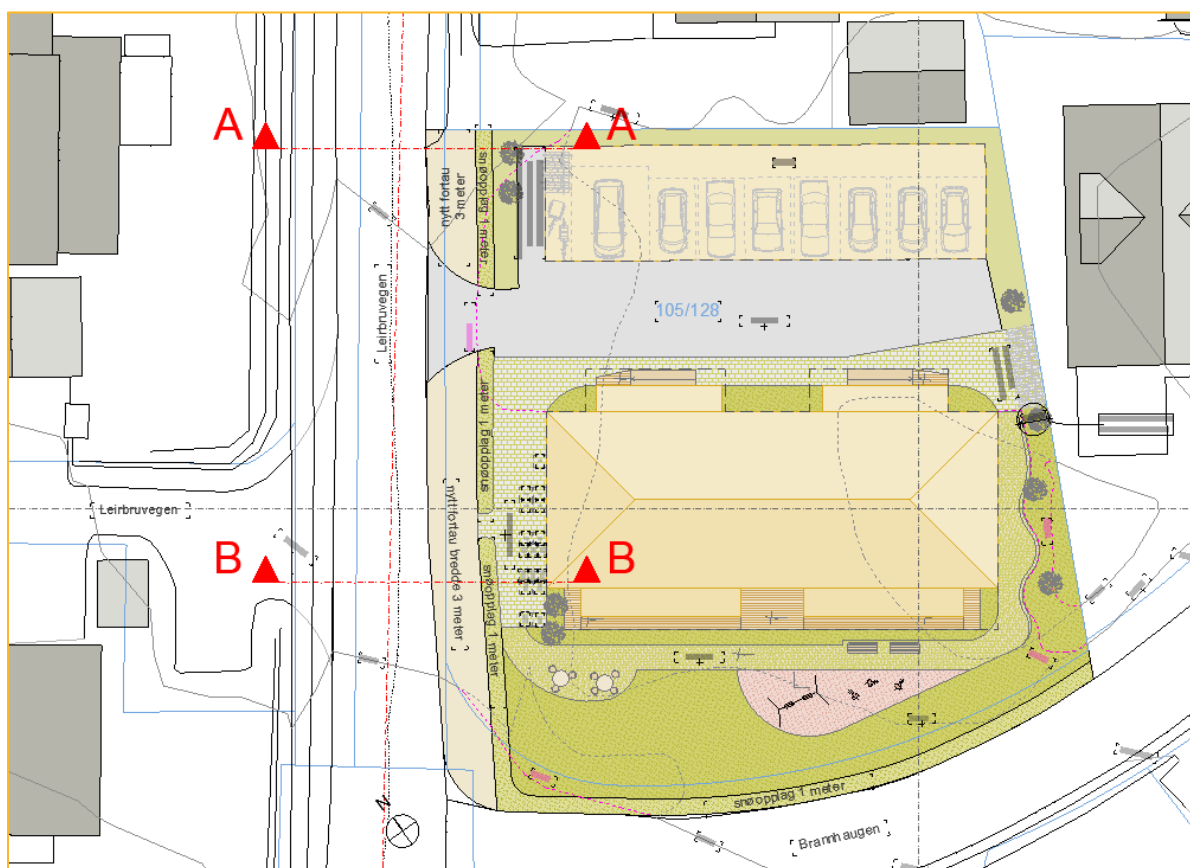 A
A
nytt fortau
3 meter
snøopplag 1 meter
Leirbruvegen
105/128
snøopplag 1 meter
Leirbruvegen
nytt fortau bredde 3 meter
B
B
snøopplag 1 meter
snøopplag 1 meter
Brannhaugen
N